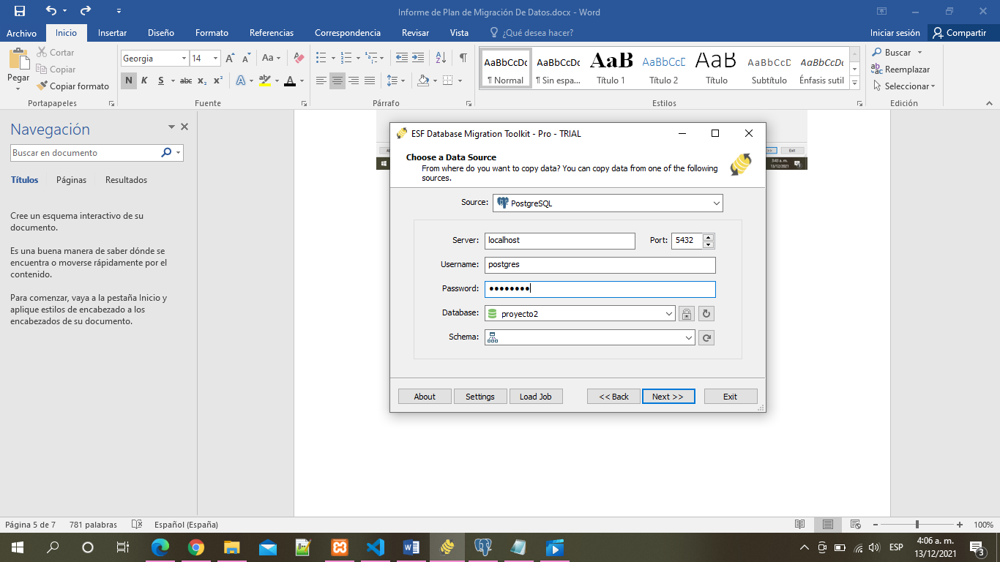 Informe de Plan de Migración De Datos.docx - Word
Archivo Inicio Insertar Diseño Formato Referencias Correspondencia Revisar Vista ¿Qué desea hacer? Iniciar sesión Compartir
Pegar
Cortar
Copiar
Copiar formato
Portapapeles
Georgia 14
Fuente
Párrafo
AaBbCcDc AaBbCcDc AaB AaBbCcD AaB AaBbCcD AaBbCcDc
¶ Normal ¶ Sin espa... Título 1 Título 2 Título Subtítulo Énfasis sutil
Estilos
Buscar
Reemplazar
Seleccionar
Edición
Navegación
Buscar en documento
Títulos Páginas Resultados
Cree un esquema interactivo de su
documento.
Es una buena manera de saber dónde se
encuentra o moverse rápidamente por el
contenido.
Para comenzar, vaya a la pestaña Inicio y
aplique estilos de encabezado a los
encabezados de su documento.
Exit
3:43 a. m.
13/12/2021
ESF Database Migration Toolkit - Pro - TRIAL
Choose a Data Source
From where do you want to copy data? You can copy data from one of the following
sources.
Source: PostgreSQL
Server: localhost Port: 5432
Username: postgres
Password: ••••••••
Database: proyecto2
Schema:
About Settings Load Job << Back Next >> Exit
Página 5 de 7 781 palabras Español (España) 100%
ESP
4:06 a. m.
13/12/2021
3